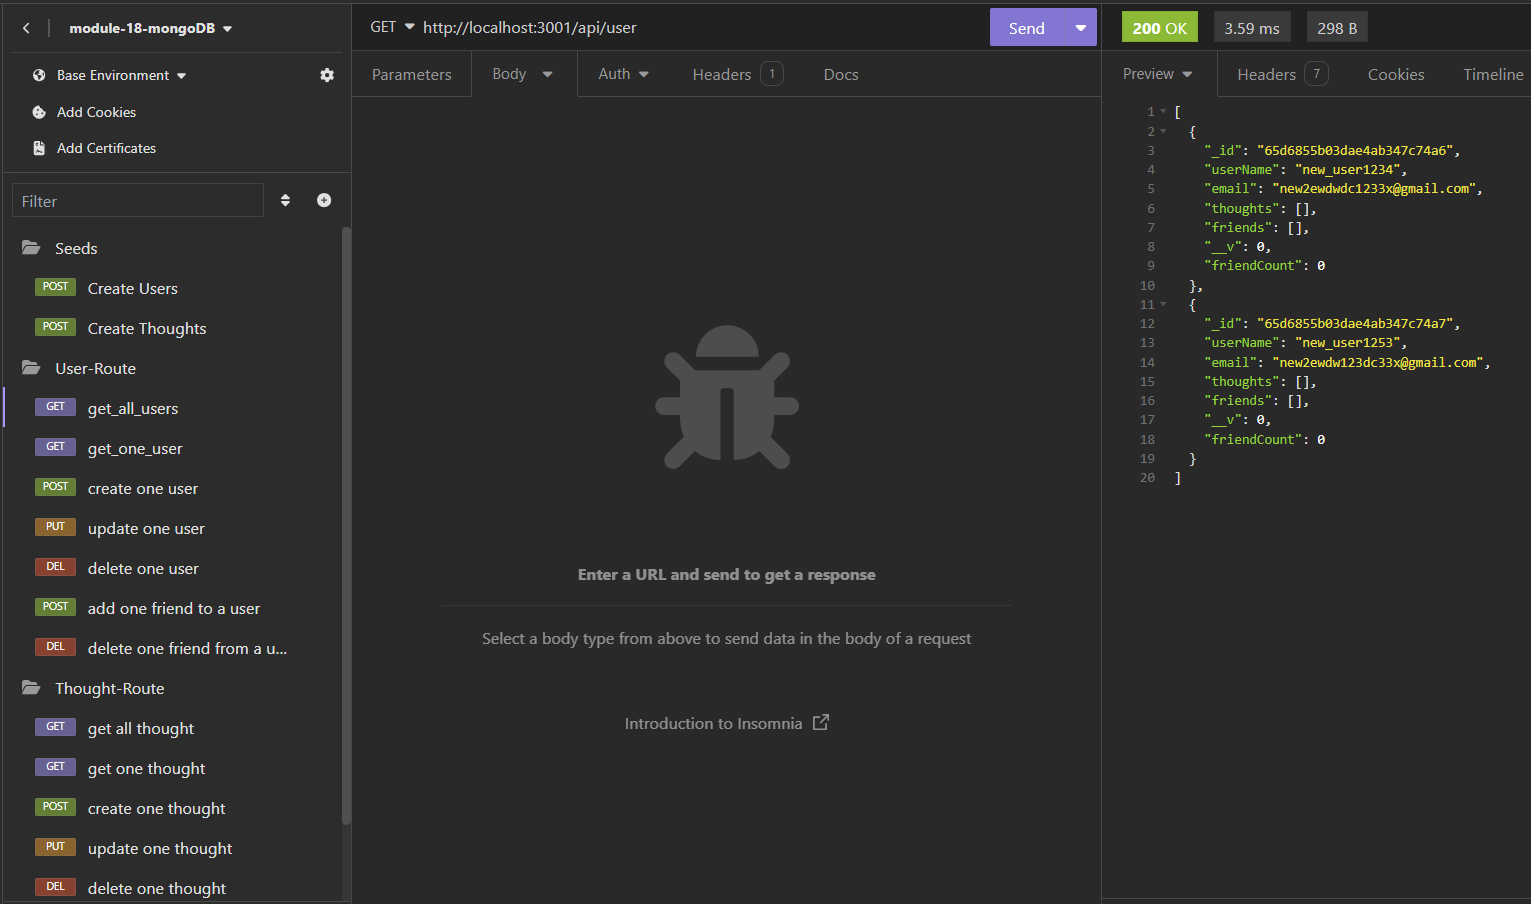 module-18-mongoDB
Base Environment
Add Cookies
Add Certificates
Filter
Seeds
POST Create Users
POST Create Thoughts
User-Route
GET get_all_users
GET get_one_user
POST create one user
PUT update one user
DEL delete one user
POST add one friend to a user
DEL delete one friend from a u...
Thought-Route
GET get all thought
GET get one thought
POST create one thought
PUT update one thought
DEL delete one thought
GET http://localhost:3001/api/user Send
Parameters Body Auth Headers 1 Docs
Enter a URL and send to get a response
Select a body type from above to send data in the body of a request
Introduction to Insomnia
200 OK 3.59 ms 298 B
Preview Headers 7 Cookies Timeline
1 [
2 {
3 "_id": "65d6855b03dae4ab347c74a6",
4 "userName": "new_user1234",
5 "email": "new2ewdwdc1233x@gmail.com",
6 "thoughts": [],
7 "friends": [],
8 "__v": 0,
9 "friendCount": 0
10 },
11 {
12 "_id": "65d6855b03dae4ab347c74a7",
13 "userName": "new_user1253",
14 "email": "new2ewdw123dc33x@gmail.com",
15 "thoughts": [],
16 "friends": [],
17 "__v": 0,
18 "friendCount": 0
19 }
20 ]